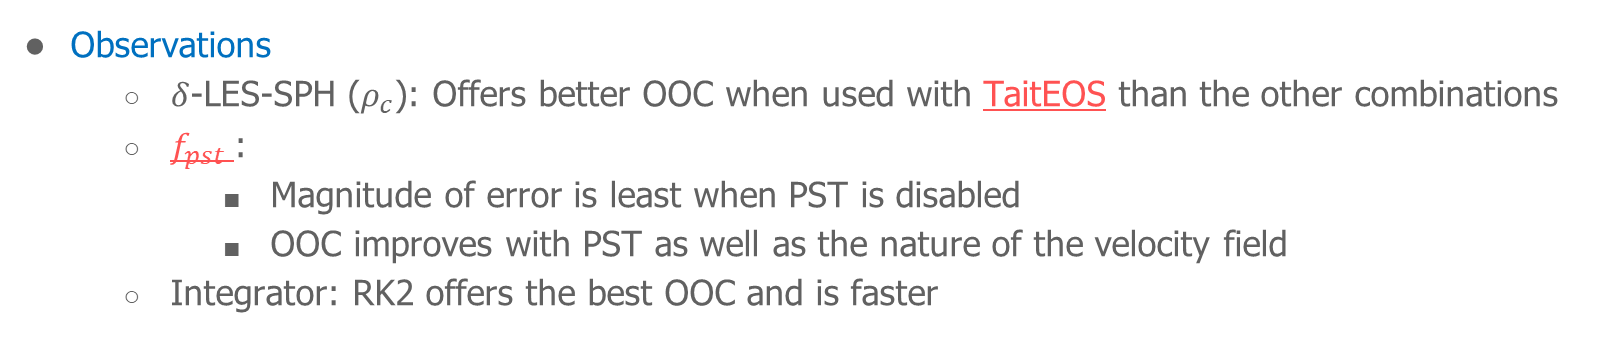 ● Observations
○ 𝛿-LES-SPH (𝜌𝑐): Offers better OOC when used with TaitEOS than the other combinations
○ 𝑓𝑝𝑠𝑡 :
■ Magnitude of error is least when PST is disabled
■ OOC improves with PST as well as the nature of the velocity field
○ Integrator: RK2 offers the best OOC and is faster